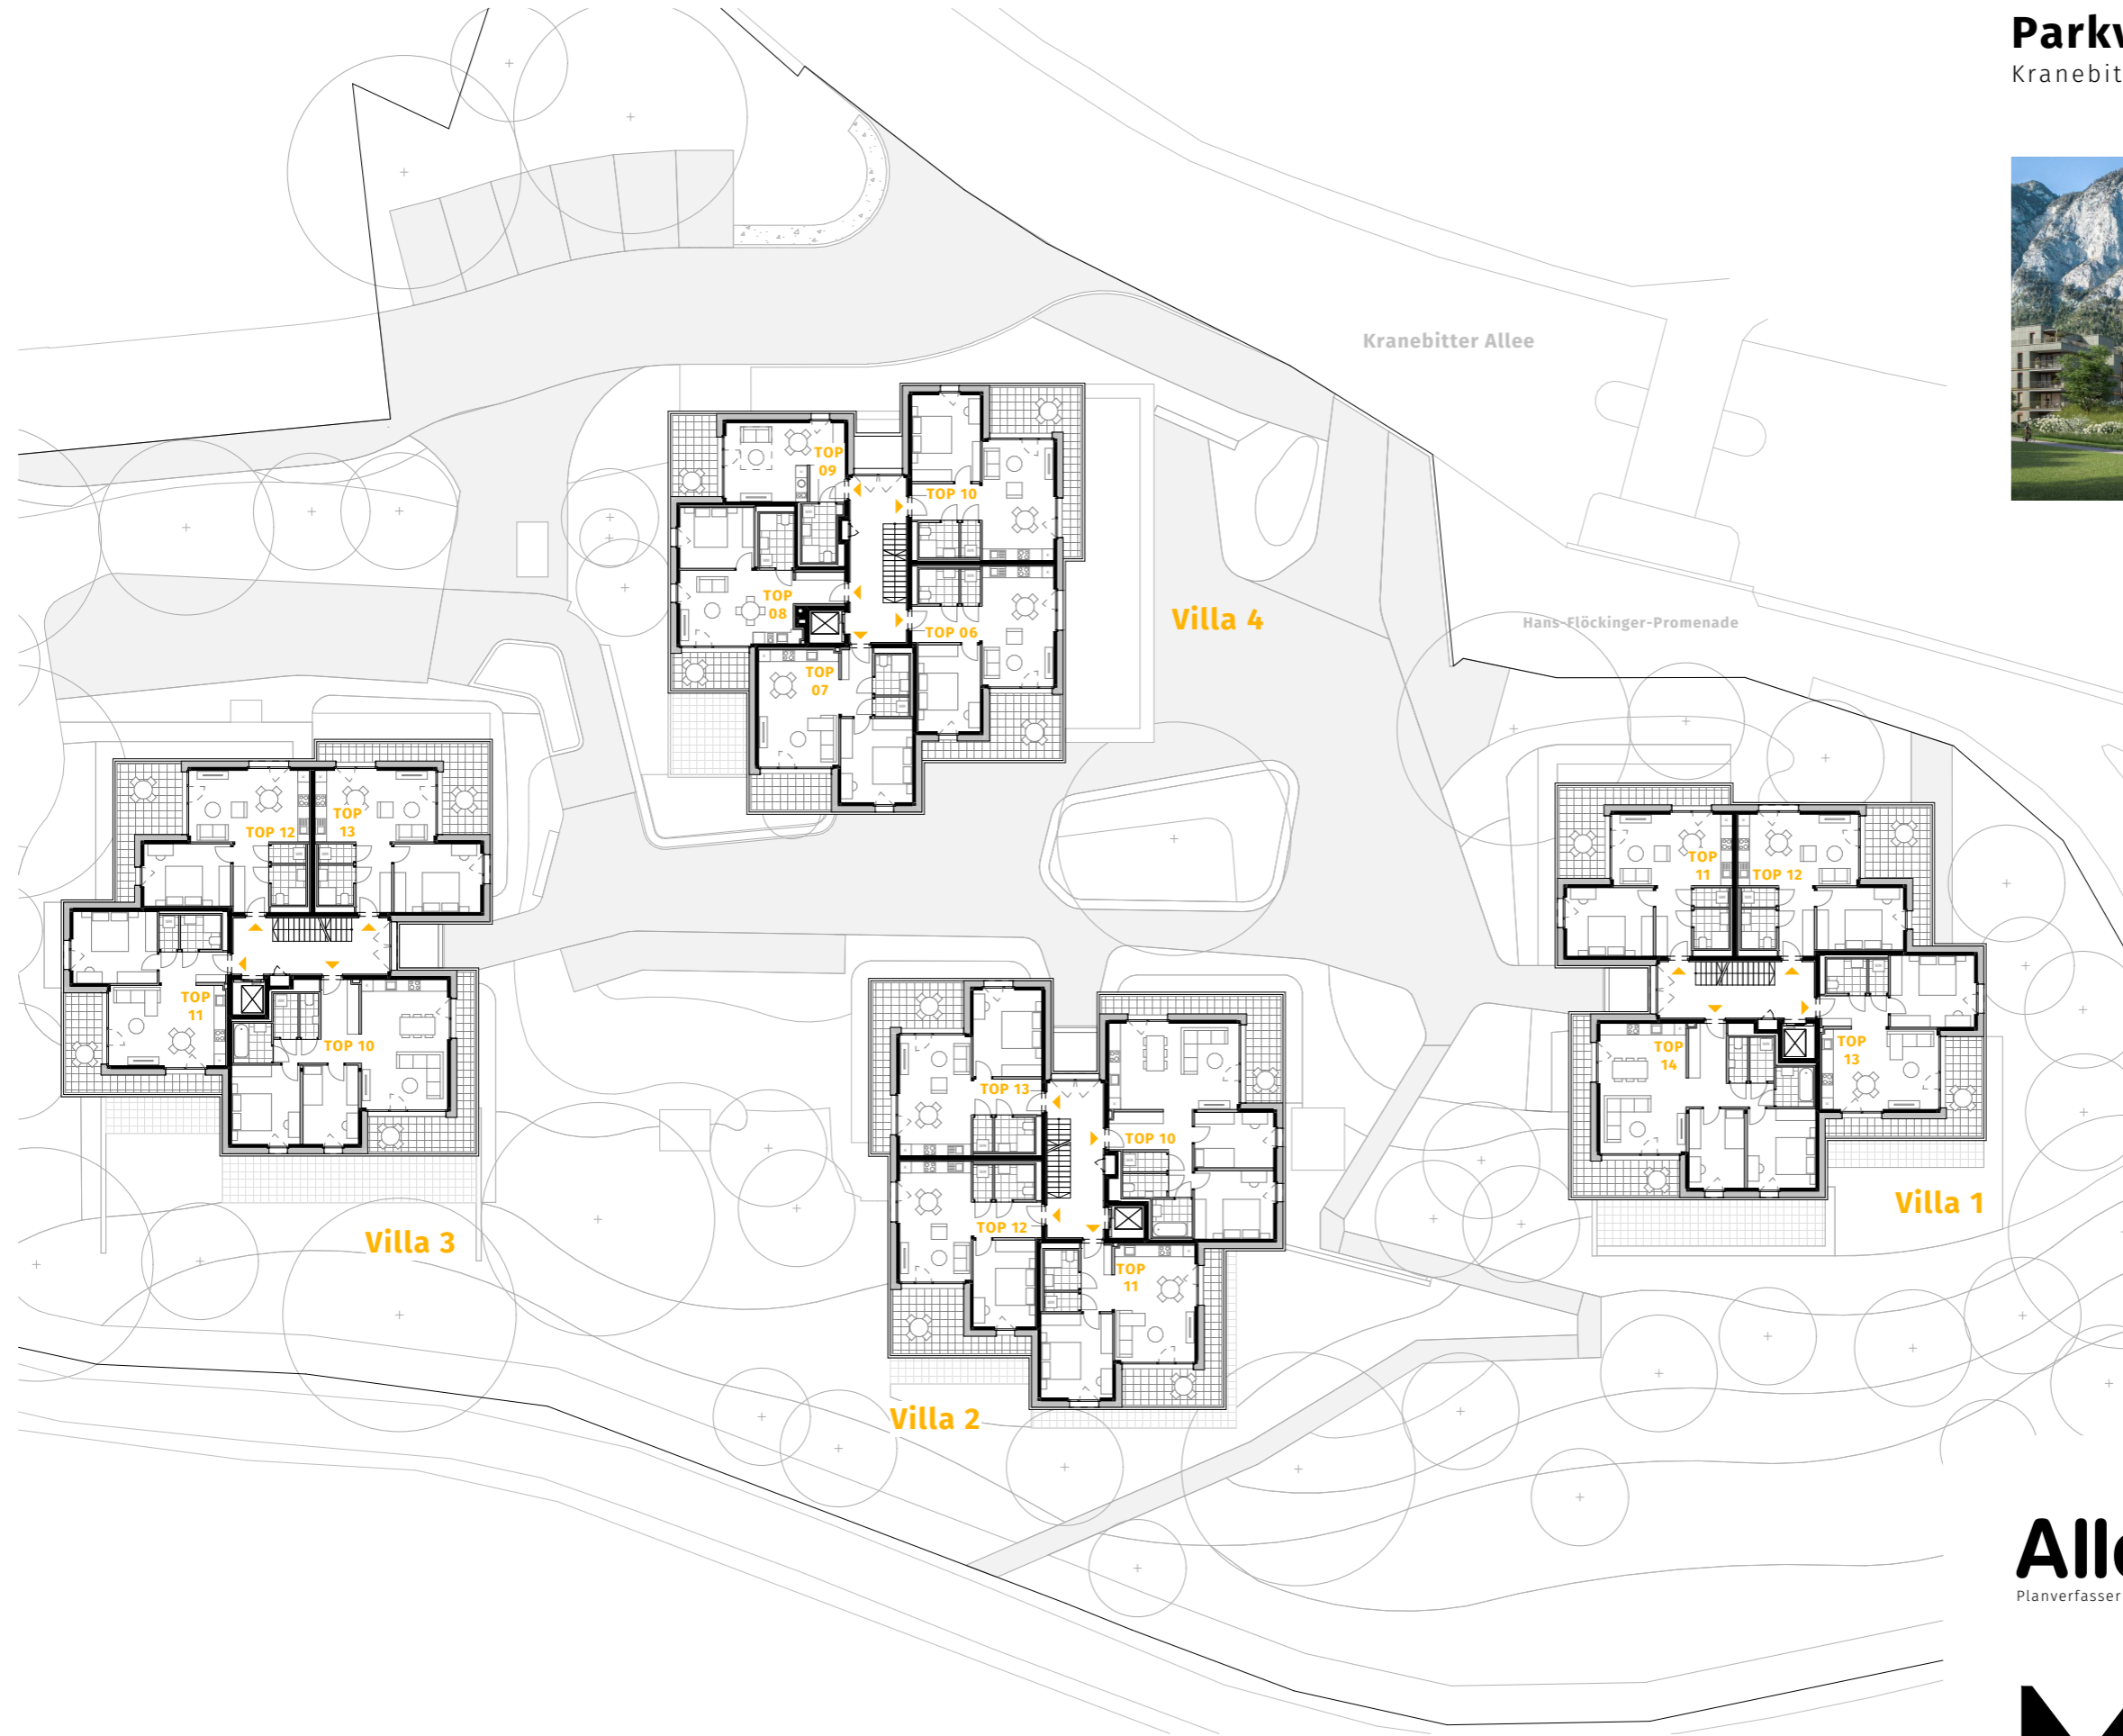 Parkv
Kranebit
Kranebitter Allee
Hans-Flöckinger-Promenade
Villa 4
TOP
09
TOP 10
TOP
08
TOP 06
TOP
07
Villa 3
TOP 12
TOP
13
TOP
11
TOP 10
Villa 2
TOP 13
TOP 10
TOP 12
TOP
11
Villa 1
TOP
11
TOP 12
TOP
14
TOP
13
Alle
Planverfasser